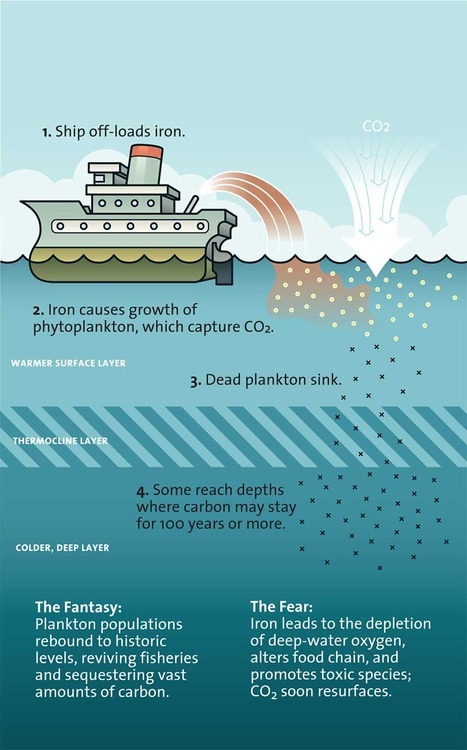 1. Ship off-loads iron.
CO2
2. Iron causes growth of
phytoplankton, which capture CO₂.
WARMER SURFACE LAYER
3. Dead plankton sink.
THERMOCLINE LAYER
4. Some reach depths
where carbon may stay
for 100 years or more.
COLDER, DEEP LAYER
The Fantasy:
Plankton populations
rebound to historic
levels, reviving fisheries
and sequestering vast
amounts of carbon.
The Fear:
Iron leads to the depletion
of deep-water oxygen,
alters food chain, and
promotes toxic species;
CO₂ soon resurfaces.